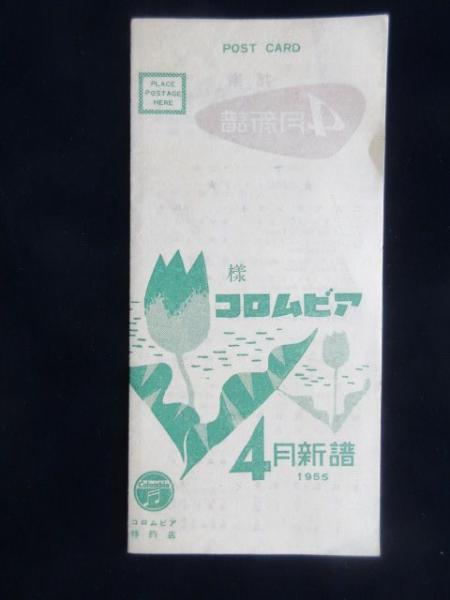 POST CARD
PLACE
POSTAGE
HERE
4月新譜
様
コロムビア
4月新譜
1955
Columbia
コロムビア
特約店